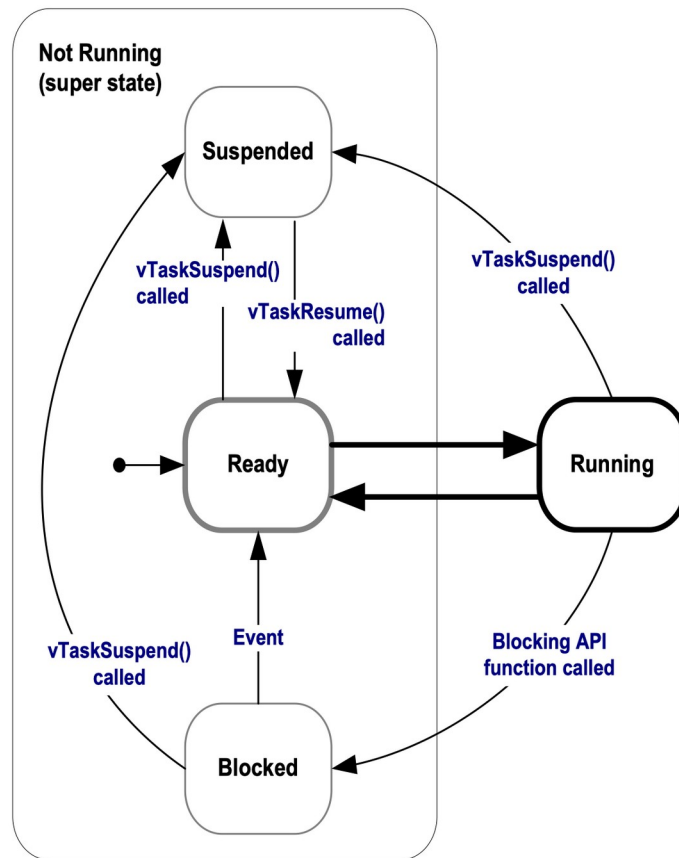 Not Running
(super state)
Suspended
vTaskSuspend()
called
vTaskResume()
called
vTaskSuspend()
called
Ready
Running
Event
vTaskSuspend()
called
Blocking API
function called
Blocked